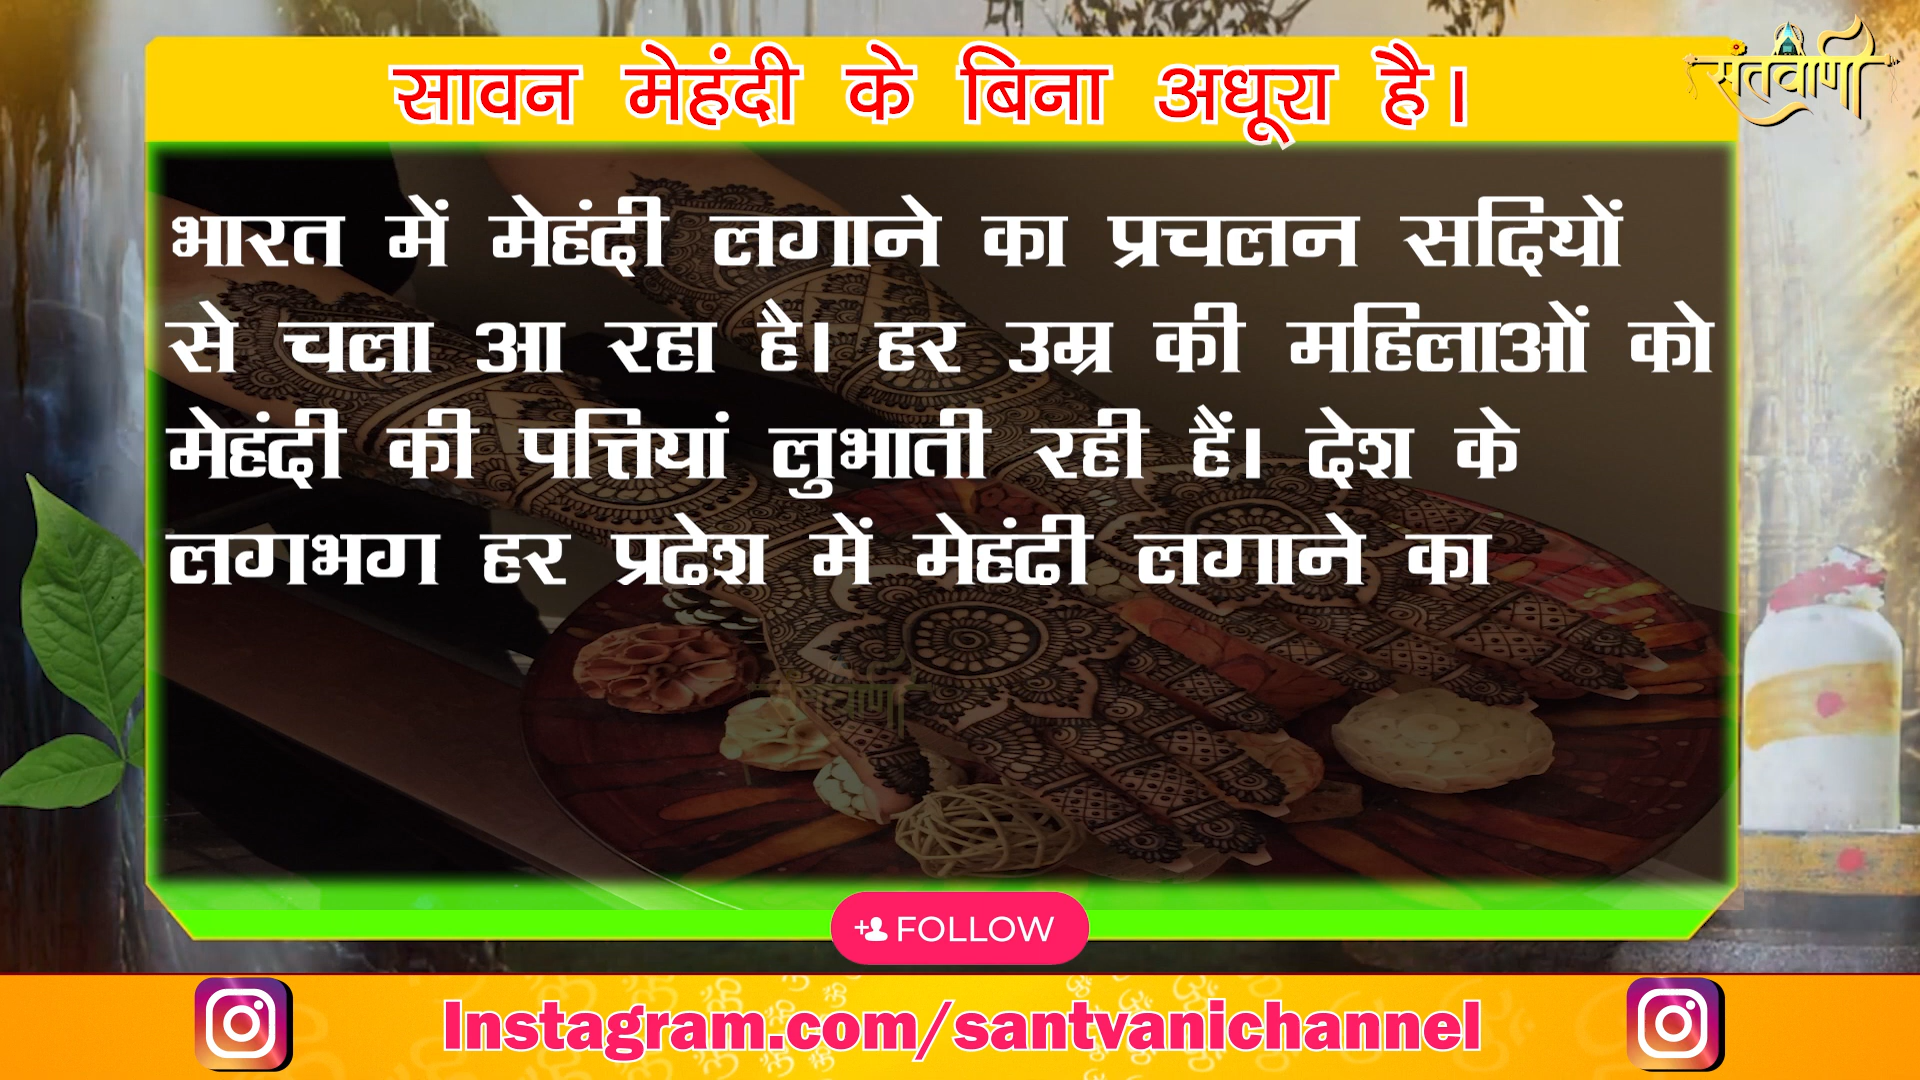 सावन मेहंदी के बिना अधूरा है।
संतवाणी
भारत में मेहंदी लगाने का प्रचलन सदियों
से चला आ रहा है। हर उम्र की महिलाओं को
मेहंदी की पत्तियां लुभाती रही हैं। देश के
लगभग हर प्रदेश में मेहंदी लगाने का
FOLLOW
Instagram.com/santvanichannel